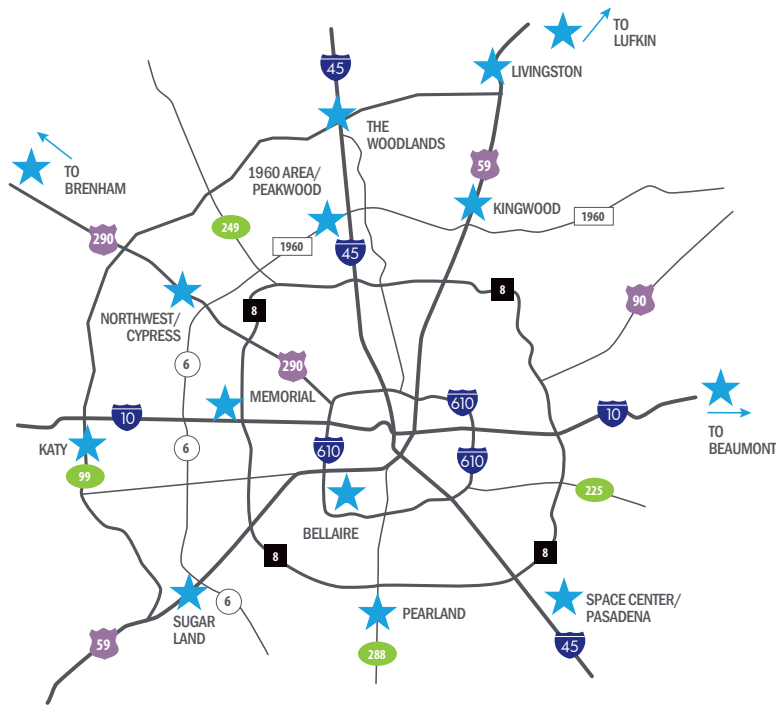 TO
LUFKIN
45
LIVINGSTON
THE
WOODLANDS
59
TO
BRENHAM
1960 AREA/
PEAKWOOD
KINGWOOD
1960
249
290
1960
45
8
90
8
NORTHWEST/
CYPRESS
6
290
MEMORIAL
610
10
10
TO
BEAUMONT
KATY
6
610
610
99
225
BELLAIRE
8
8
SUGAR
LAND
6
PEARLAND
SPACE CENTER/
PASADENA
59
288
45